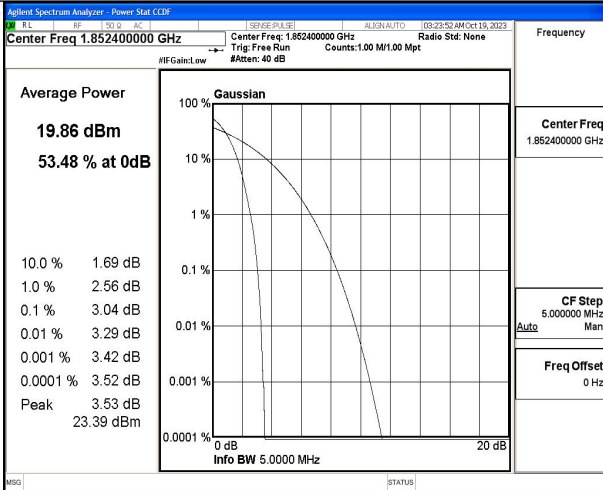 Agilent Spectrum Analyzer - Power Stat CCDF
RL RF 50 Ω AC SENSE:PULSE ALIGN AUTO 03:23:52 AM Oct 19, 2023
Center Freq 1.852400000 GHz
Center Freq: 1.852400000 GHz Radio Std: None
Trig: Free Run Counts:1.00 M/1.00 Mpt
#IFGain:Low #Atten: 40 dB
Frequency
Average Power
19.86 dBm
53.48 % at 0dB
10.0 % 1.69 dB
1.0 % 2.56 dB
0.1 % 3.04 dB
0.01 % 3.29 dB
0.001 % 3.42 dB
0.0001 % 3.52 dB
Peak 3.53 dB
23.39 dBm
Gaussian
100 %
10 %
1 %
0.1 %
0.01 %
0.001 %
0.0001 %
0 dB 20 dB
Info BW 5.0000 MHz
Center Freq
1.852400000 GHz
CF Step
5.000000 MHz
Auto Man
Freq Offset
0 Hz
MSG STATUS